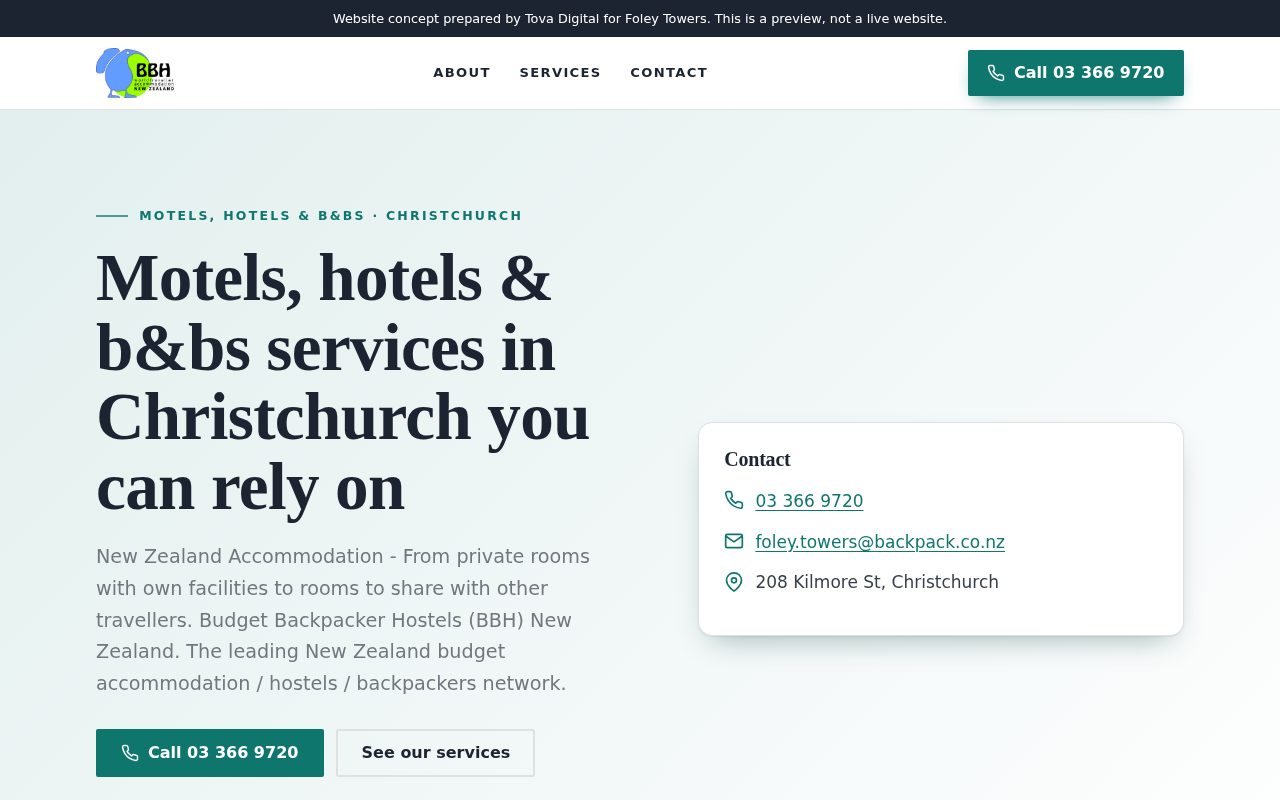 Website concept prepared by Tova Digital for Foley Towers. This is a preview, not a live website.
BBH
world traveller
accommodation
NEW ZEALAND
ABOUT
SERVICES
CONTACT
Call 03 366 9720
MOTELS, HOTELS & B&BS · CHRISTCHURCH
Motels, hotels &
b&bs services in
Christchurch you
can rely on
New Zealand Accommodation - From private rooms
with own facilities to rooms to share with other
travellers. Budget Backpacker Hostels (BBH) New
Zealand. The leading New Zealand budget
accommodation / hostels / backpackers network.
Call 03 366 9720
See our services
Contact
03 366 9720
foley.towers@backpack.co.nz
208 Kilmore St, Christchurch